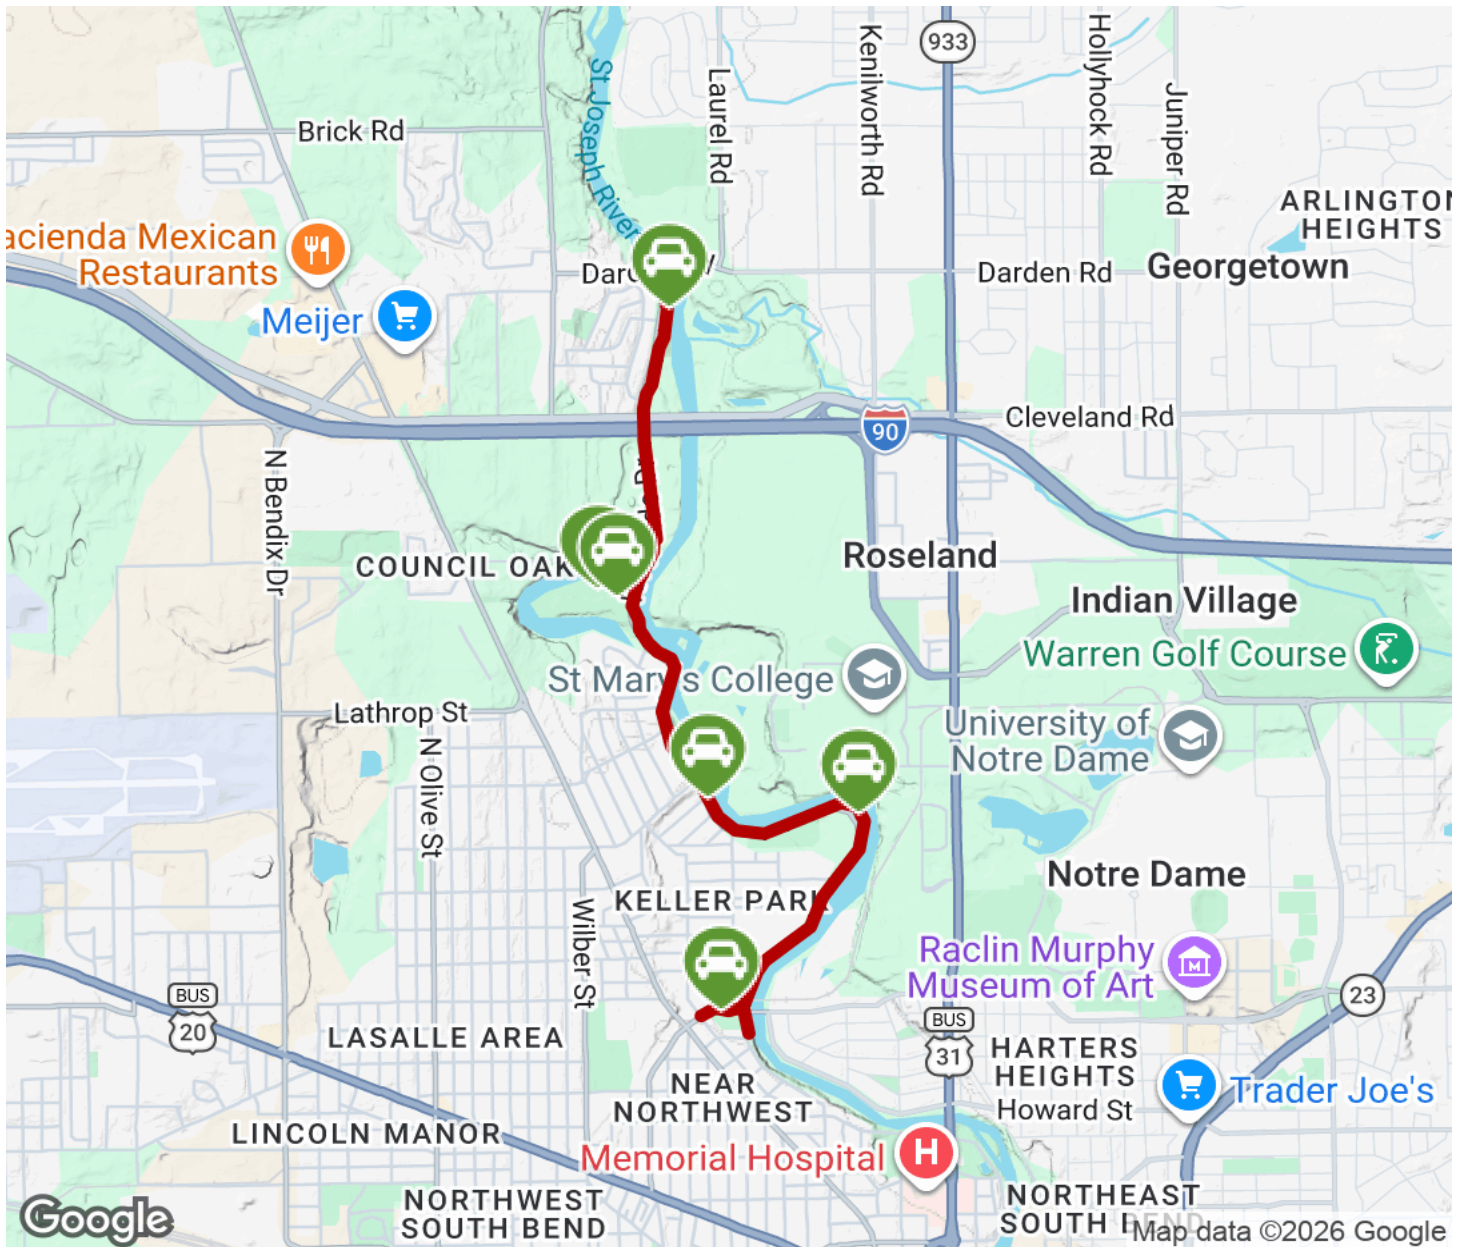 933
Hollyhock Rd
Kenilworth Rd
Laurel Rd
Juniper Rd
St Joseph River
Brick Rd
ARLINGTON
HEIGHTS
acienda Mexican
Restaurants
Georgetown
Darden Rd
Meijer
Cleveland Rd
90
N Bendix Dr
COUNCIL OAK
Roseland
Indian Village
Warren Golf Course
St Mary's College
Lathrop St
University of
Notre Dame
N Olive St
Notre Dame
KELLER PARK
Wilber St
Raclin Murphy
Museum of Art
23
BUS
20
BUS
31
LASALLE AREA
HARTERS
HEIGHTS
NEAR
NORTHWEST
Howard St
Trader Joe's
LINCOLN MANOR
Memorial Hospital
H
NORTHWEST
SOUTH BEND
NORTHEAST
SOUTH BEND
Google
Map data ©2026 Google